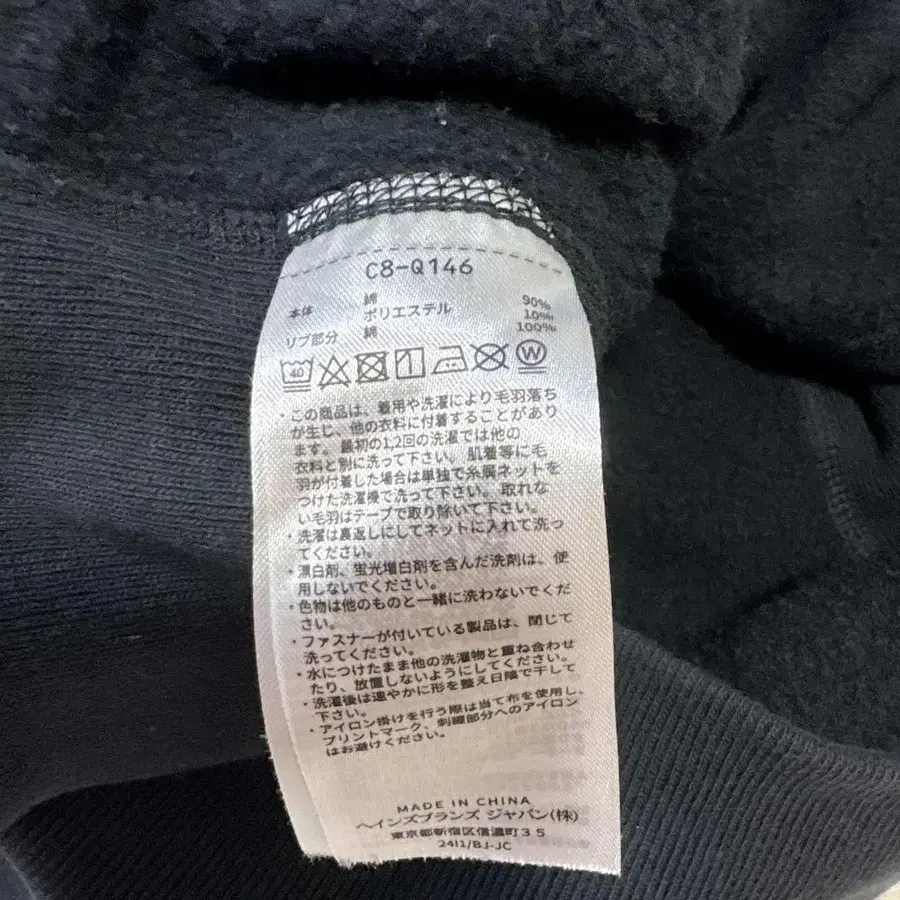 C8-Q146
本体 綿 90%
ポリエステル 10%
リブ部分 綿 100%
40 W
・この商品は、着用や洗濯により毛羽落ち
が生じ、他の衣料に付着することがあり
ます。最初の1,2回の洗濯では他の
衣料と別に洗って下さい。肌着等に毛
羽が付着した場合は単独で糸屑ネットを
つけた洗濯機で洗って下さい。取れな
い毛羽はテープで取り除いて下さい。
・洗濯は裏返しにしてネットに入れて洗っ
てください。
・漂白剤、蛍光増白剤を含んだ洗剤は、使
用しないでください。
・色物は他のものと一緒に洗わないでくだ
さい。
・ファスナーが付いている製品は、閉じて
洗ってください。
・水につけたまま他の洗濯物と重ね合わせ
たり、放置しないようにしてください。
・洗濯後は速やかに形を整え日陰で干して
下さい。
・アイロン掛けを行う際は当て布を使用し、
プリントマーク、刺繍部分へのアイロン
はお避けください。
MADE IN CHINA
ヘインズブランズ ジャパン(株)
東京都新宿区信濃町35
2411/BJ-JC